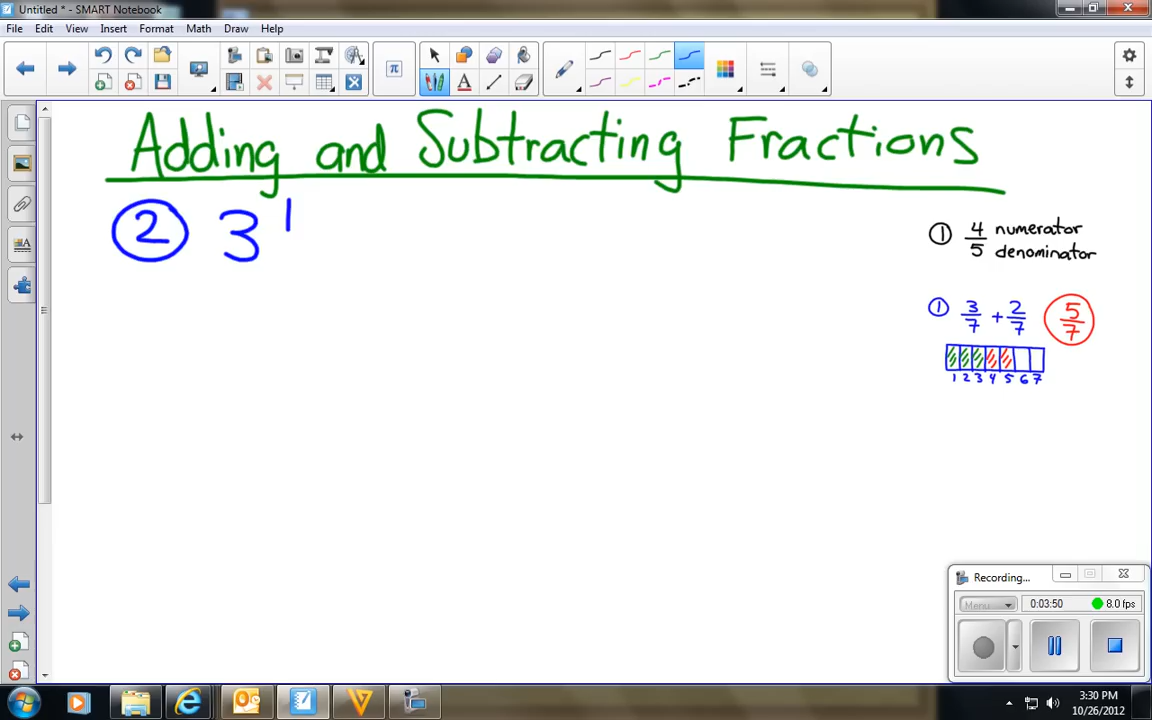 Untitled * - SMART Notebook
File Edit View Insert Format Math Draw Help
π
A
Adding and Subtracting Fractions
② 3 1
① 4/5 numerator
denominator
① 3/7 + 2/7 5/7
1 2 3 4 5 6 7
Recording...
Menu 0:03:50 8.0 fps
3:30 PM
10/26/2012